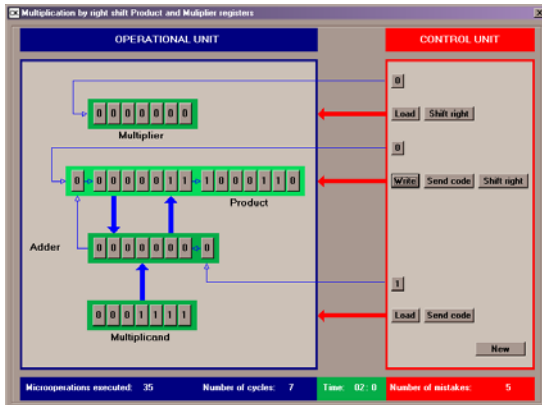 Multiplication by right shift Product and Muliplier registers
OPERATIONAL UNIT
CONTROL UNIT
0
0 0 0 0 0 0 0
Load Shift right
Multiplier
0
0 0 0 0 0 0 1 1 1 0 0 0 1 1 0
Write Send code Shift right
Product
Adder
0 0 0 0 0 0 0 0
1
0 0 0 1 1 1 1
Load Send code
Multiplicand
New
Microoperations executed: 35 Number of cycles: 7 Time: 02: 0 Number of mistakes: 5